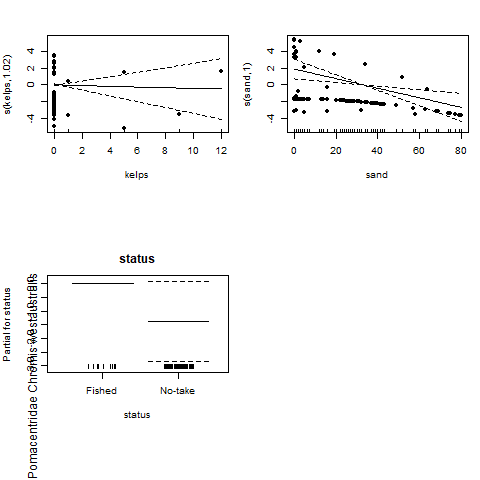 s(kelps,1.02)
4
2
0
-4
0 2 4 6 8 10 12
kelps
s(sand,1)
4
2
0
-4
0 20 40 60 80
sand
status
Partial for status
Pomacentridae Chromis westaustralis
Fished No-take
status